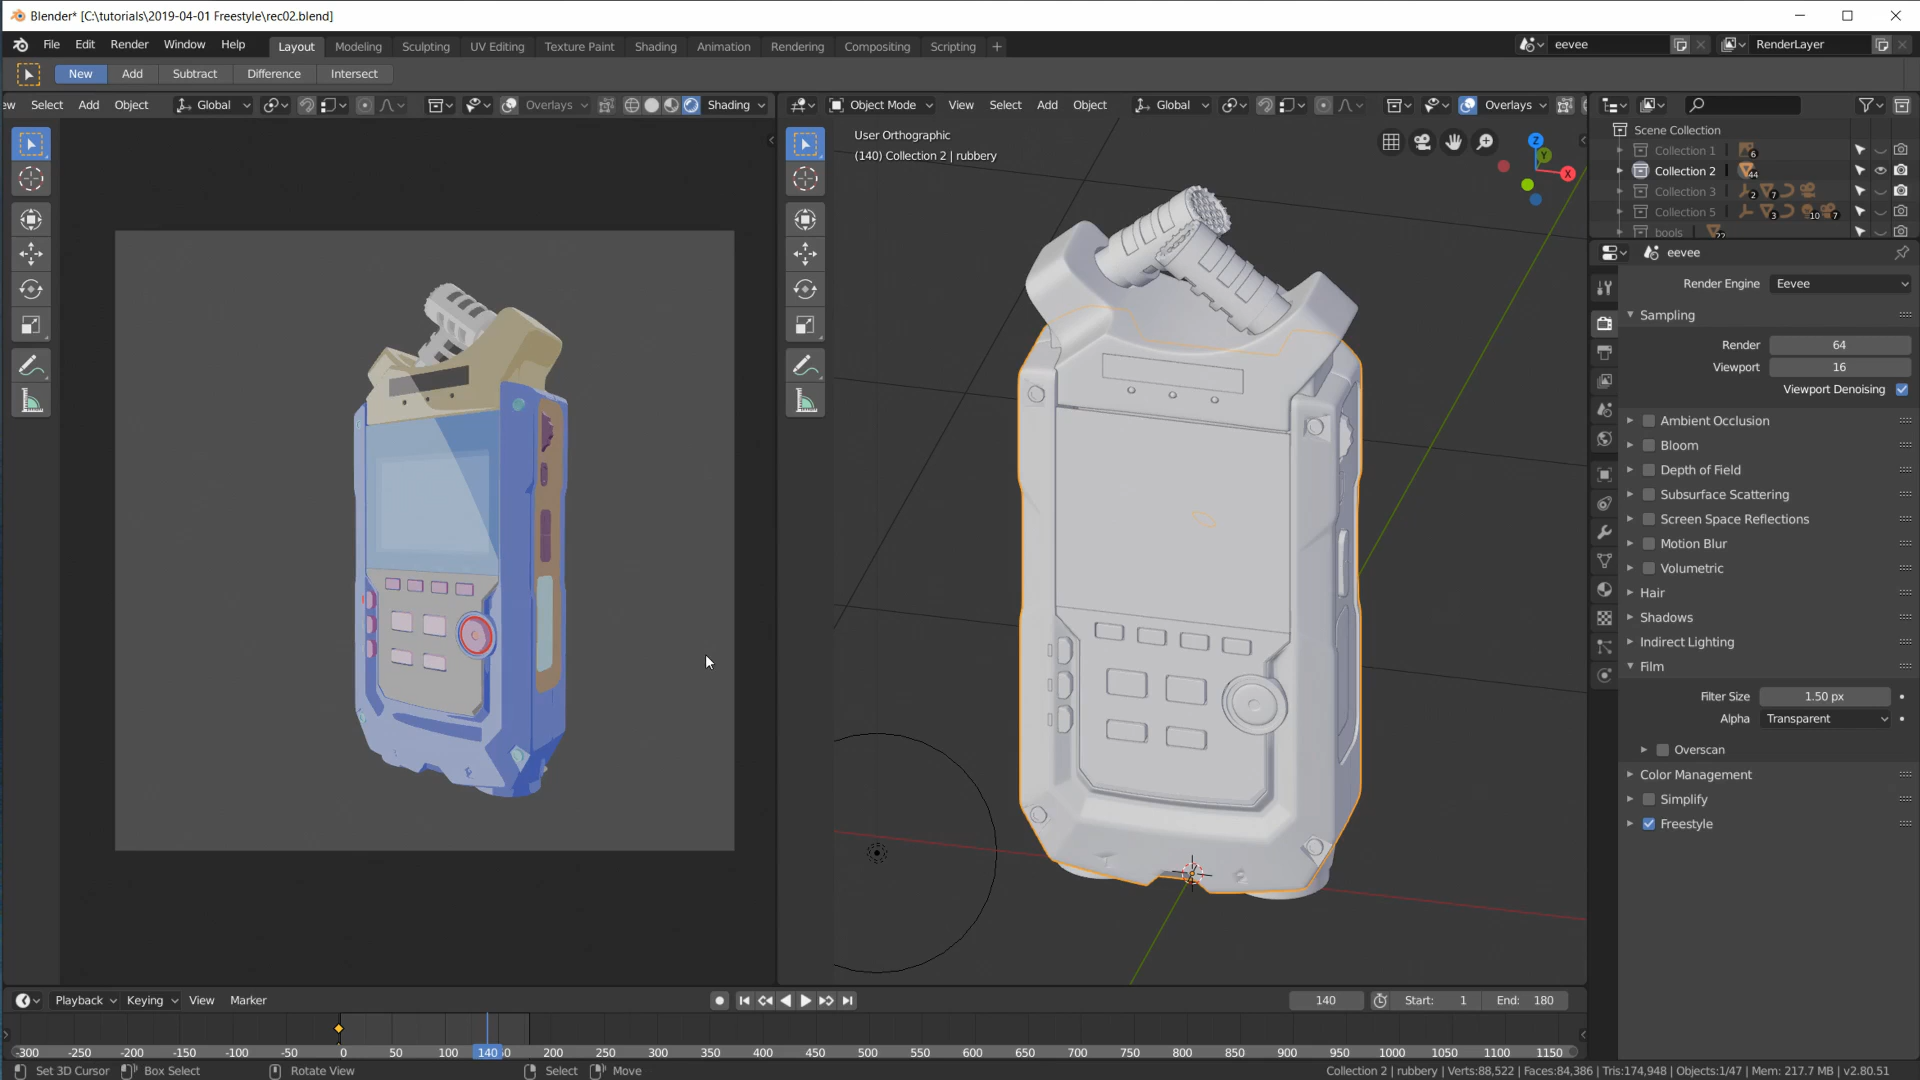 Blender* [C:\tutorials\2019-04-01 Freestyle\rec02.blend]
File Edit Render Window Help Layout Modeling Sculpting UV Editing Texture Paint Shading Animation Rendering Compositing Scripting + eevee RenderLayer
New Add Subtract Difference Intersect
ew Select Add Object Global Overlays Shading Object Mode View Select Add Object Global Overlays
User Orthographic
(140) Collection 2 | rubbery
Z
Y
X
Scene Collection
Collection 1 6
Collection 2 44
Collection 3 2 7
Collection 5 3 10 7
bools 22
eevee
Render Engine Eevee
Sampling
Render 64
Viewport 16
Viewport Denoising
Ambient Occlusion
Bloom
Depth of Field
Subsurface Scattering
Screen Space Reflections
Motion Blur
Volumetric
Hair
Shadows
Indirect Lighting
Film
Filter Size 1.50 px
Alpha Transparent
Overscan
Color Management
Simplify
Freestyle
Playback Keying View Marker 140 Start: 1 End: 180
-300 -250 -200 -150 -100 -50 0 50 100 140 200 250 300 350 400 450 500 550 600 650 700 750 800 850 900 950 1000 1050 1100 1150
Set 3D Cursor Box Select Rotate View Select Move Collection 2 | rubbery | Verts:88,522 | Faces:84,386 | Tris:174,948 | Objects:1/47 | Mem: 217.7 MB | v2.80.51